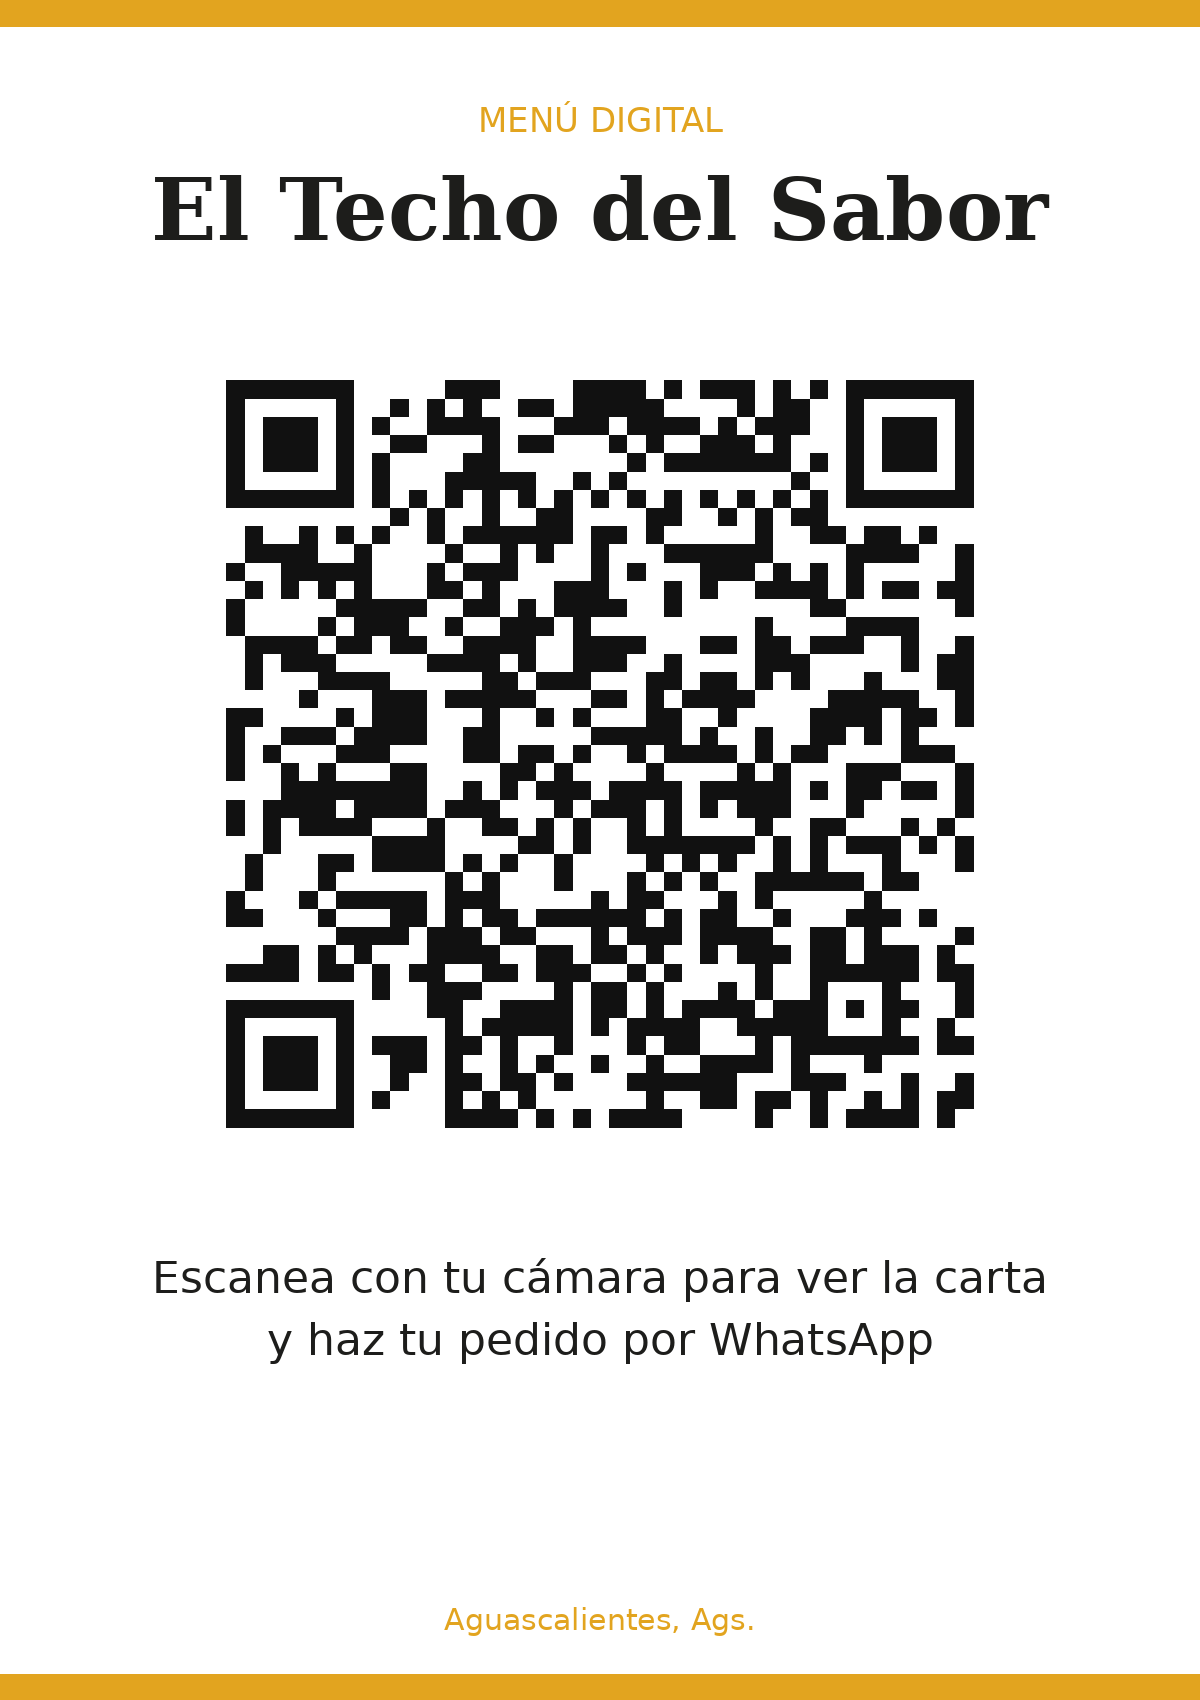 MENÚ DIGITAL
El Techo del Sabor
Escanea con tu cámara para ver la carta
y haz tu pedido por WhatsApp
Aguascalientes, Ags.